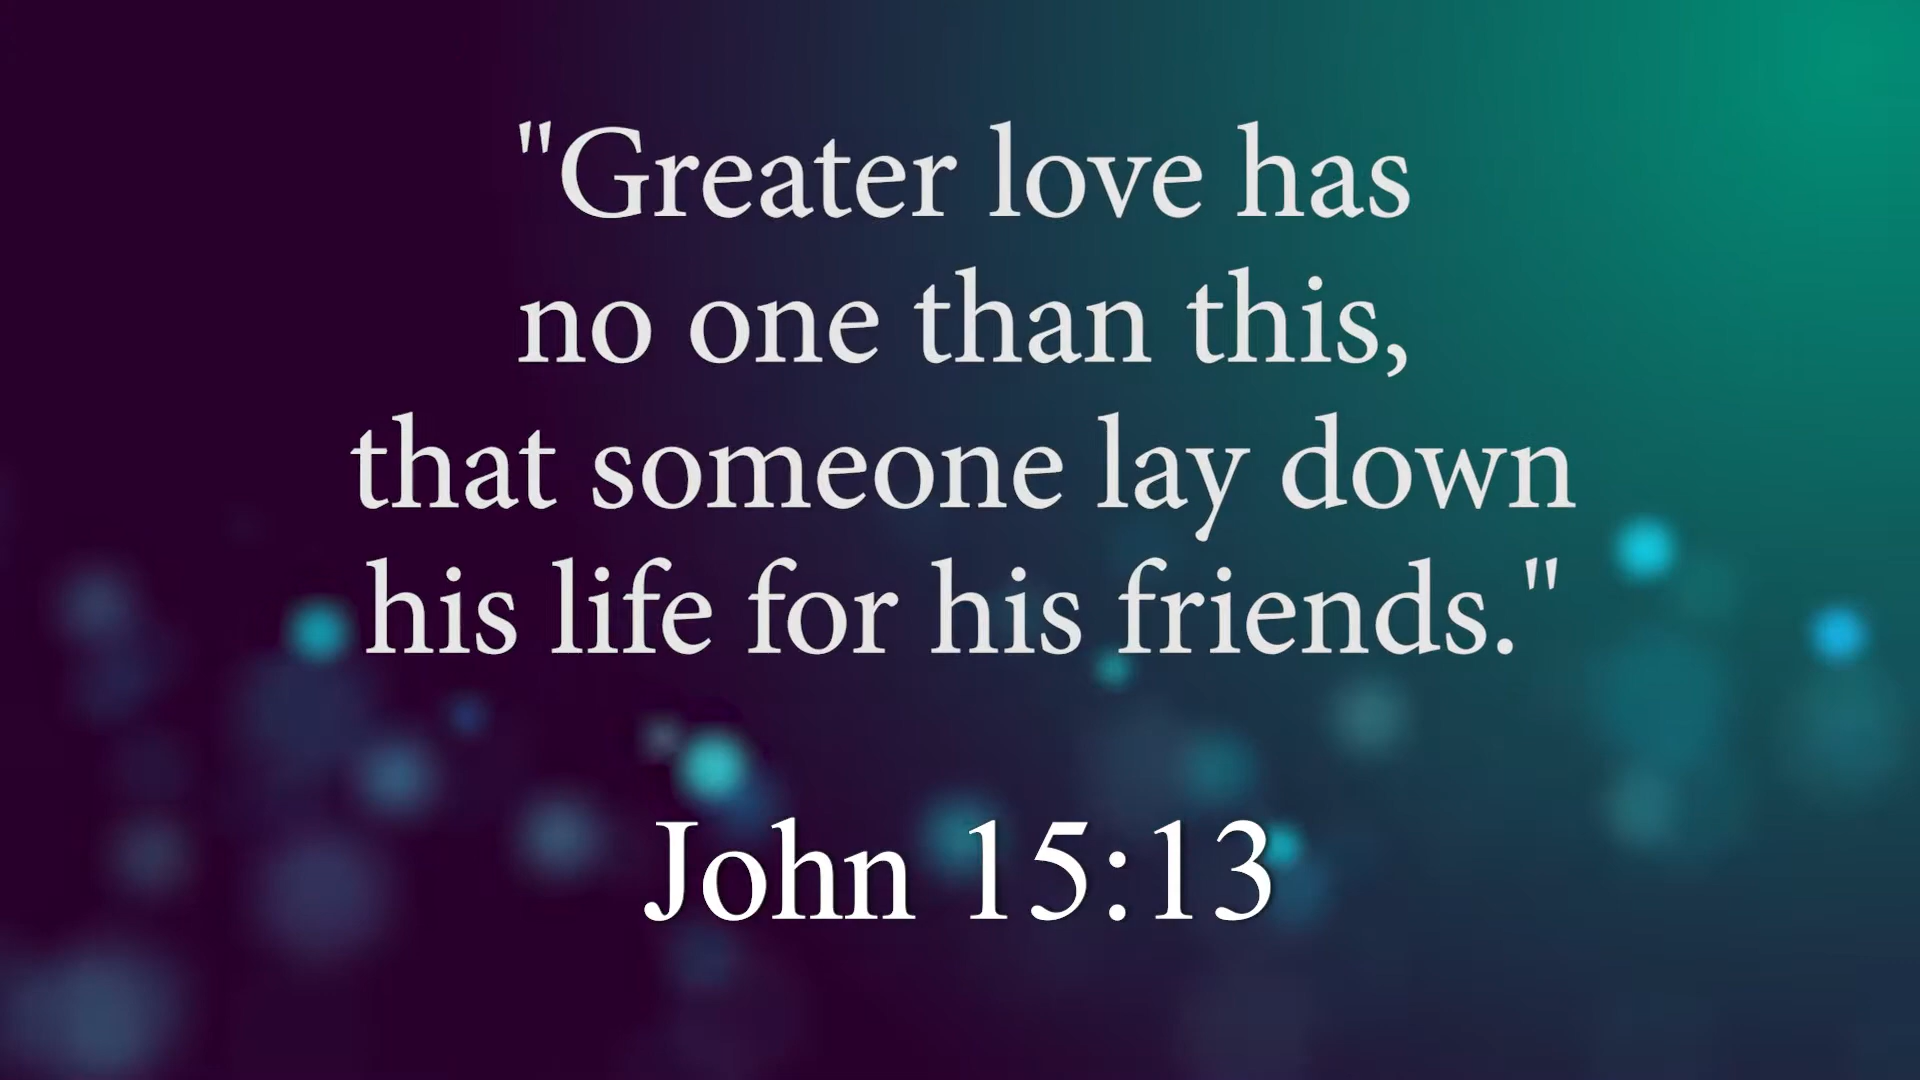 "Greater love has
no one than this,
that someone lay down
his life for his friends."
John 15:13